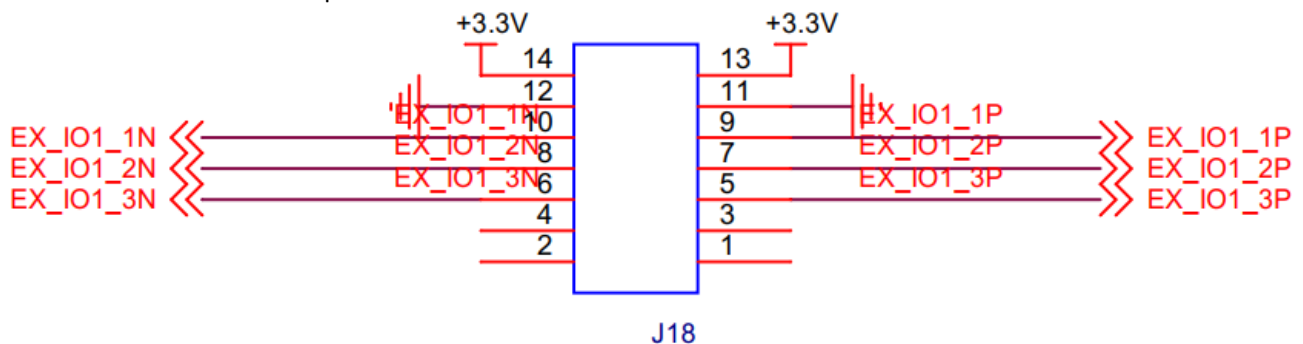 +3.3V +3.3V
14 13
12 11
EX_IO1_1N EX_IO1_1P
10 9
EX_IO1_1N EX_IO1_2N EX_IO1_2P EX_IO1_1P
8 7
EX_IO1_2N EX_IO1_3N EX_IO1_3P EX_IO1_2P
6 5
EX_IO1_3N EX_IO1_3P
4 3
2 1
J18